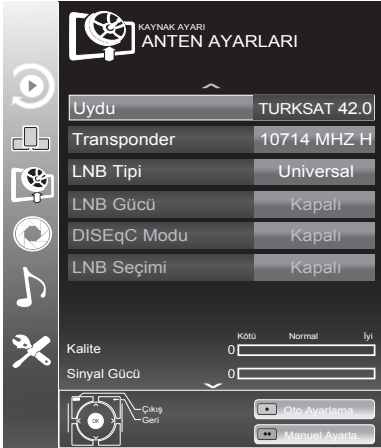 KAYNAK AYARI
ANTEN AYARLARI
Uydu TURKSAT 42.0
Transponder 10714 MHZ H
LNB Tipi Universal
LNB Gücü Kapalı
DISEqC Modu Kapalı
LNB Seçimi Kapalı
Kötü Normal İyi
Kalite 0
Sinyal Gücü 0
OK
Çıkış
Geri
Oto Ayarlama
Manuel Ayarla